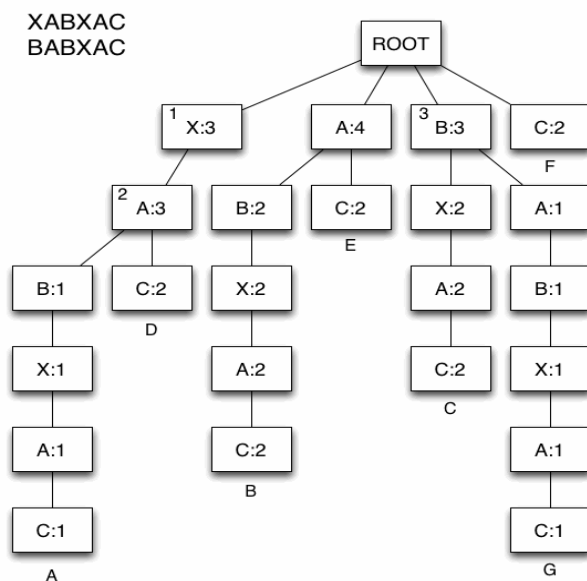 XABXAC
BABXAC
ROOT
1 X:3 A:4 3 B:3 C:2
F
2 A:3 B:2 C:2 X:2 A:1
E
B:1 C:2 X:2 A:2 B:1
D
X:1 A:2 C:2 X:1
C
A:1 C:2 A:1
B
C:1 C:1
A G